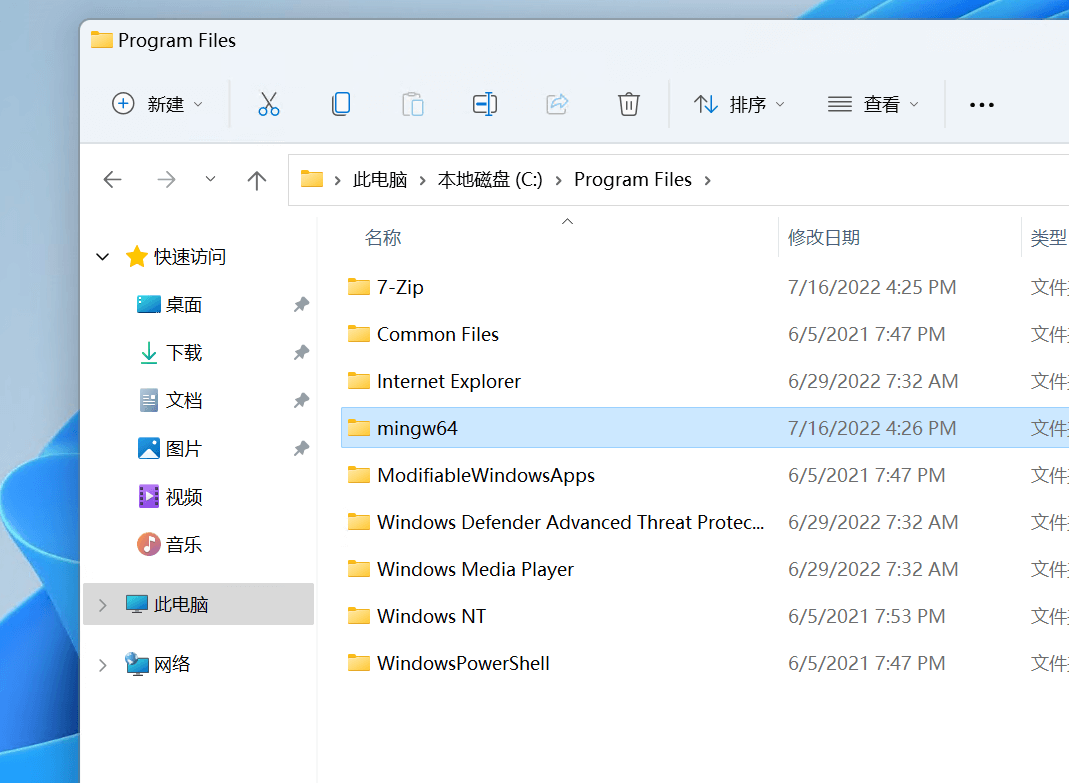 Program Files
新建 排序 查看
此电脑 本地磁盘 (C:) Program Files
名称 修改日期 类型
快速访问
桌面
下载
文档
图片
视频
音乐
此电脑
网络
7-Zip 7/16/2022 4:25 PM 文件
Common Files 6/5/2021 7:47 PM 文件
Internet Explorer 6/29/2022 7:32 AM 文件
mingw64 7/16/2022 4:26 PM 文件
ModifiableWindowsApps 6/5/2021 7:47 PM 文件
Windows Defender Advanced Threat Protec... 6/29/2022 7:32 AM 文件
Windows Media Player 6/29/2022 7:32 AM 文件
Windows NT 6/5/2021 7:53 PM 文件
WindowsPowerShell 6/5/2021 7:47 PM 文件